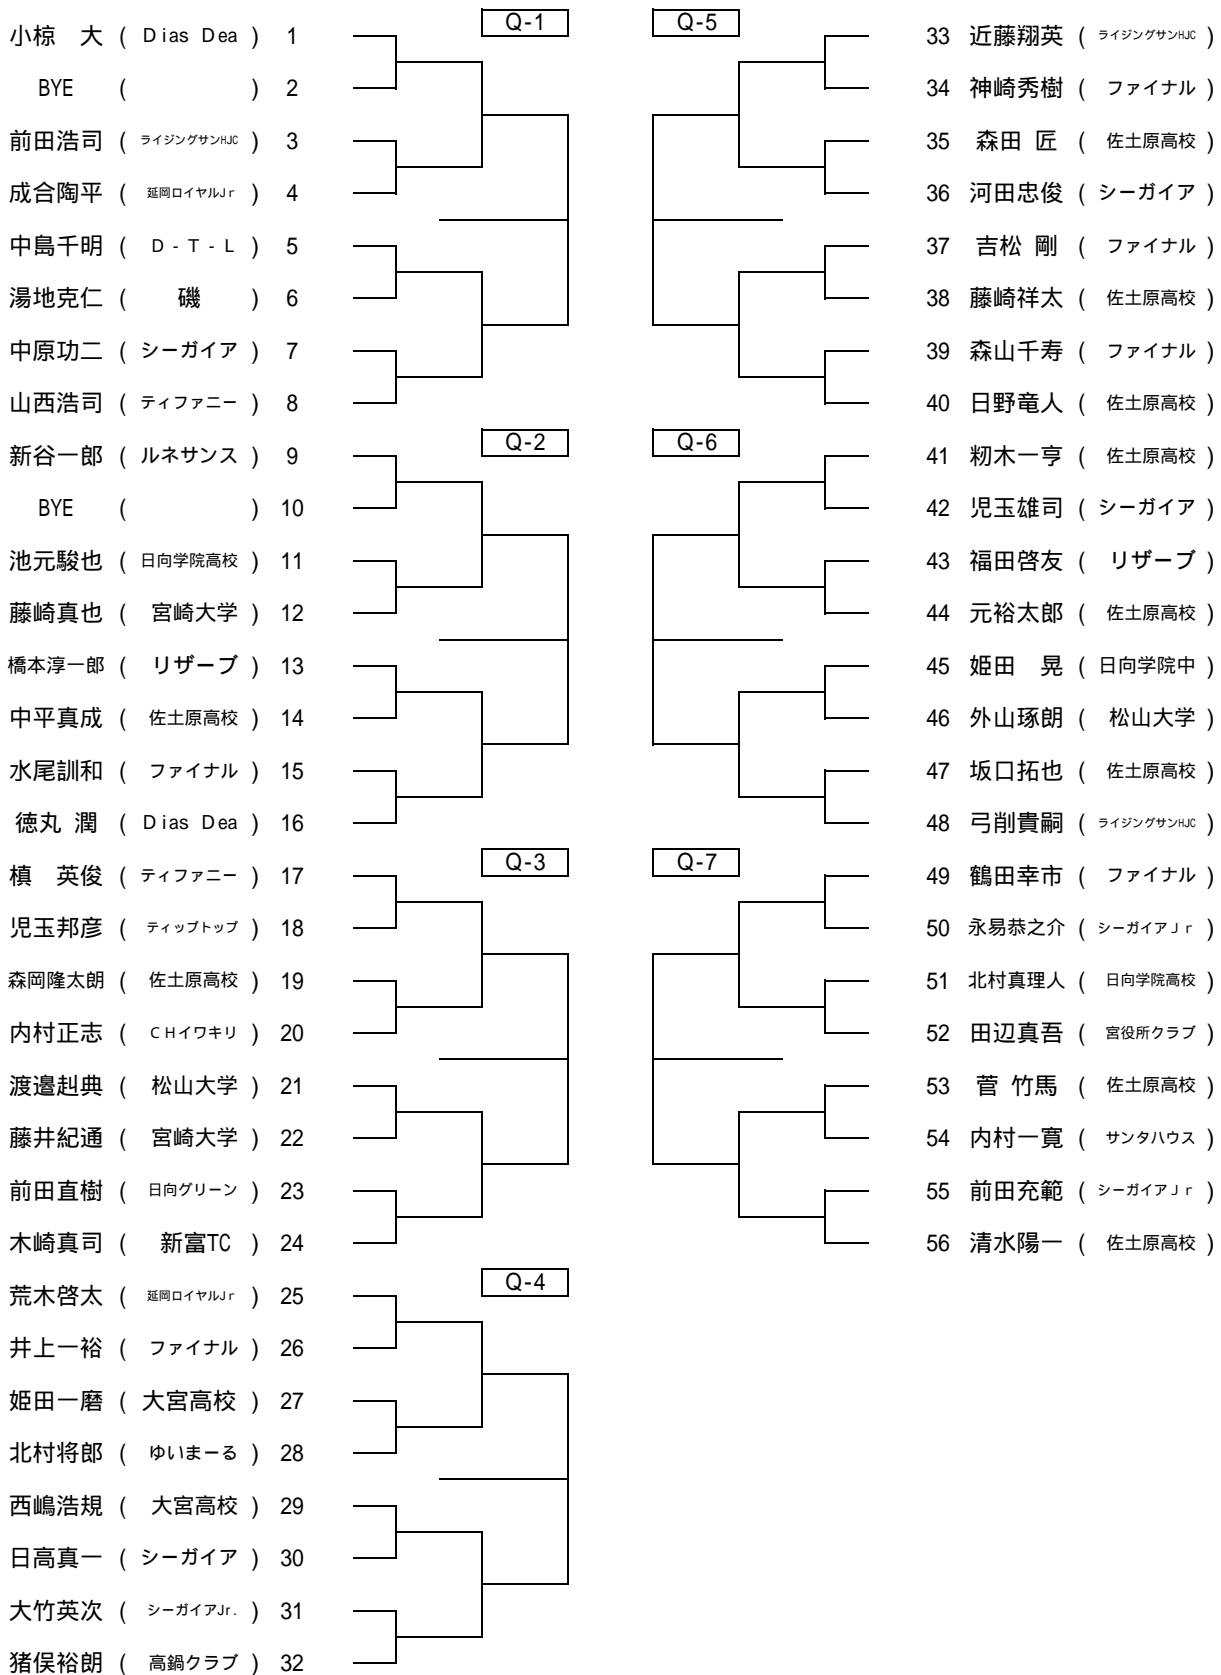 Q-1
小椋 大 ( Dias Dea ) 1
BYE ( ) 2
前田浩司 ( ライジングサンHJC ) 3
成合陶平 ( 延岡ロイヤルJr ) 4
中島千明 ( D-T-L ) 5
湯地克仁 ( 磯 ) 6
中原功二 ( シーガイア ) 7
山西浩司 ( ティファニー ) 8
Q-2
新谷一郎 ( ルネサンス ) 9
BYE ( ) 10
池元駿也 ( 日向学院高校 ) 11
藤崎真也 ( 宮崎大学 ) 12
橋本淳一郎 ( リザーブ ) 13
中平真成 ( 佐土原高校 ) 14
水尾訓和 ( ファイナル ) 15
徳丸 潤 ( Dias Dea ) 16
Q-3
槙 英俊 ( ティファニー ) 17
児玉邦彦 ( ティップトップ ) 18
森岡隆太朗 ( 佐土原高校 ) 19
内村正志 ( CHイワキリ ) 20
渡邉赳典 ( 松山大学 ) 21
藤井紀通 ( 宮崎大学 ) 22
前田直樹 ( 日向グリーン ) 23
木崎真司 ( 新富TC ) 24
Q-4
荒木啓太 ( 延岡ロイヤルJr ) 25
井上一裕 ( ファイナル ) 26
姫田一磨 ( 大宮高校 ) 27
北村将郎 ( ゆいまーる ) 28
西嶋浩規 ( 大宮高校 ) 29
日高真一 ( シーガイア ) 30
大竹英次 ( シーガイアJr. ) 31
猪俣裕朗 ( 高鍋クラブ ) 32
Q-5
33 近藤翔英 ( ライジングサンHJC )
34 神崎秀樹 ( ファイナル )
35 森田 匠 ( 佐土原高校 )
36 河田忠俊 ( シーガイア )
37 吉松 剛 ( ファイナル )
38 藤崎祥太 ( 佐土原高校 )
39 森山千寿 ( ファイナル )
40 日野竜人 ( 佐土原高校 )
Q-6
41 籾木一亨 ( 佐土原高校 )
42 児玉雄司 ( シーガイア )
43 福田啓友 ( リザーブ )
44 元裕太郎 ( 佐土原高校 )
45 姫田 晃 ( 日向学院中 )
46 外山琢朗 ( 松山大学 )
47 坂口拓也 ( 佐土原高校 )
48 弓削貴嗣 ( ライジングサンHJC )
Q-7
49 鶴田幸市 ( ファイナル )
50 永易恭之介 ( シーガイアJr )
51 北村真理人 ( 日向学院高校 )
52 田辺真吾 ( 宮役所クラブ )
53 菅 竹馬 ( 佐土原高校 )
54 内村一寛 ( サンタハウス )
55 前田充範 ( シーガイアJr )
56 清水陽一 ( 佐土原高校 )